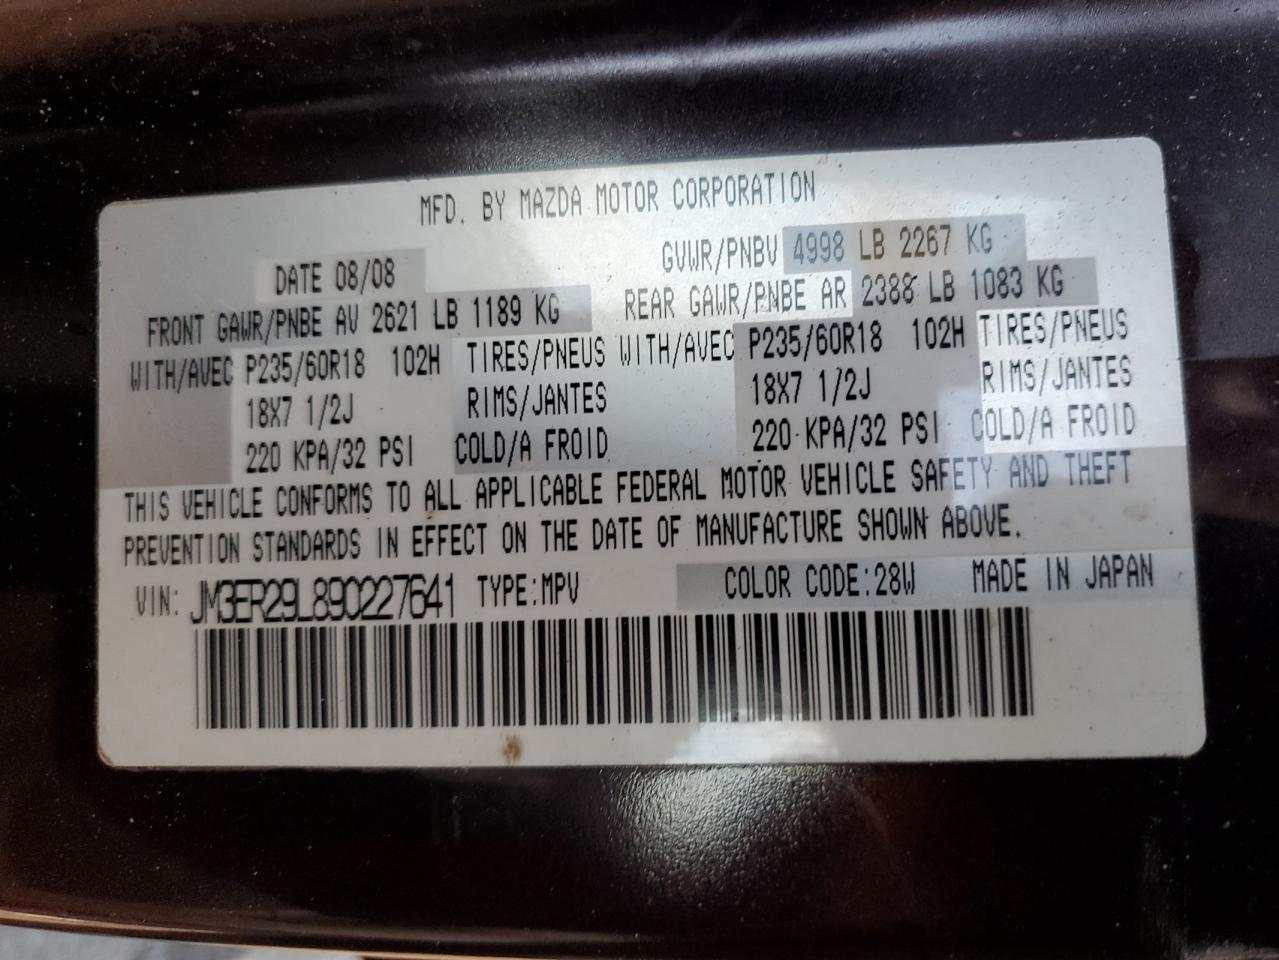 MFD. BY MAZDA MOTOR CORPORATION
DATE 08/08 GVWR/PNBV 4998 LB 2267 KG
FRONT GAWR/PNBE AV 2621 LB 1189 KG REAR GAWR/PNBE AR 2388 LB 1083 KG
WITH/AVEC P235/60R18 102H TIRES/PNEUS WITH/AVEC P235/60R18 102H TIRES/PNEUS
18X7 1/2J RIMS/JANTES 18X7 1/2J RIMS/JANTES
220 KPA/32 PSI COLD/A FROID 220 KPA/32 PSI COLD/A FROID
THIS VEHICLE CONFORMS TO ALL APPLICABLE FEDERAL MOTOR VEHICLE SAFETY AND THEFT
PREVENTION STANDARDS IN EFFECT ON THE DATE OF MANUFACTURE SHOWN ABOVE.
VIN: JM3ER29L890227641 TYPE:MPV COLOR CODE:28W MADE IN JAPAN